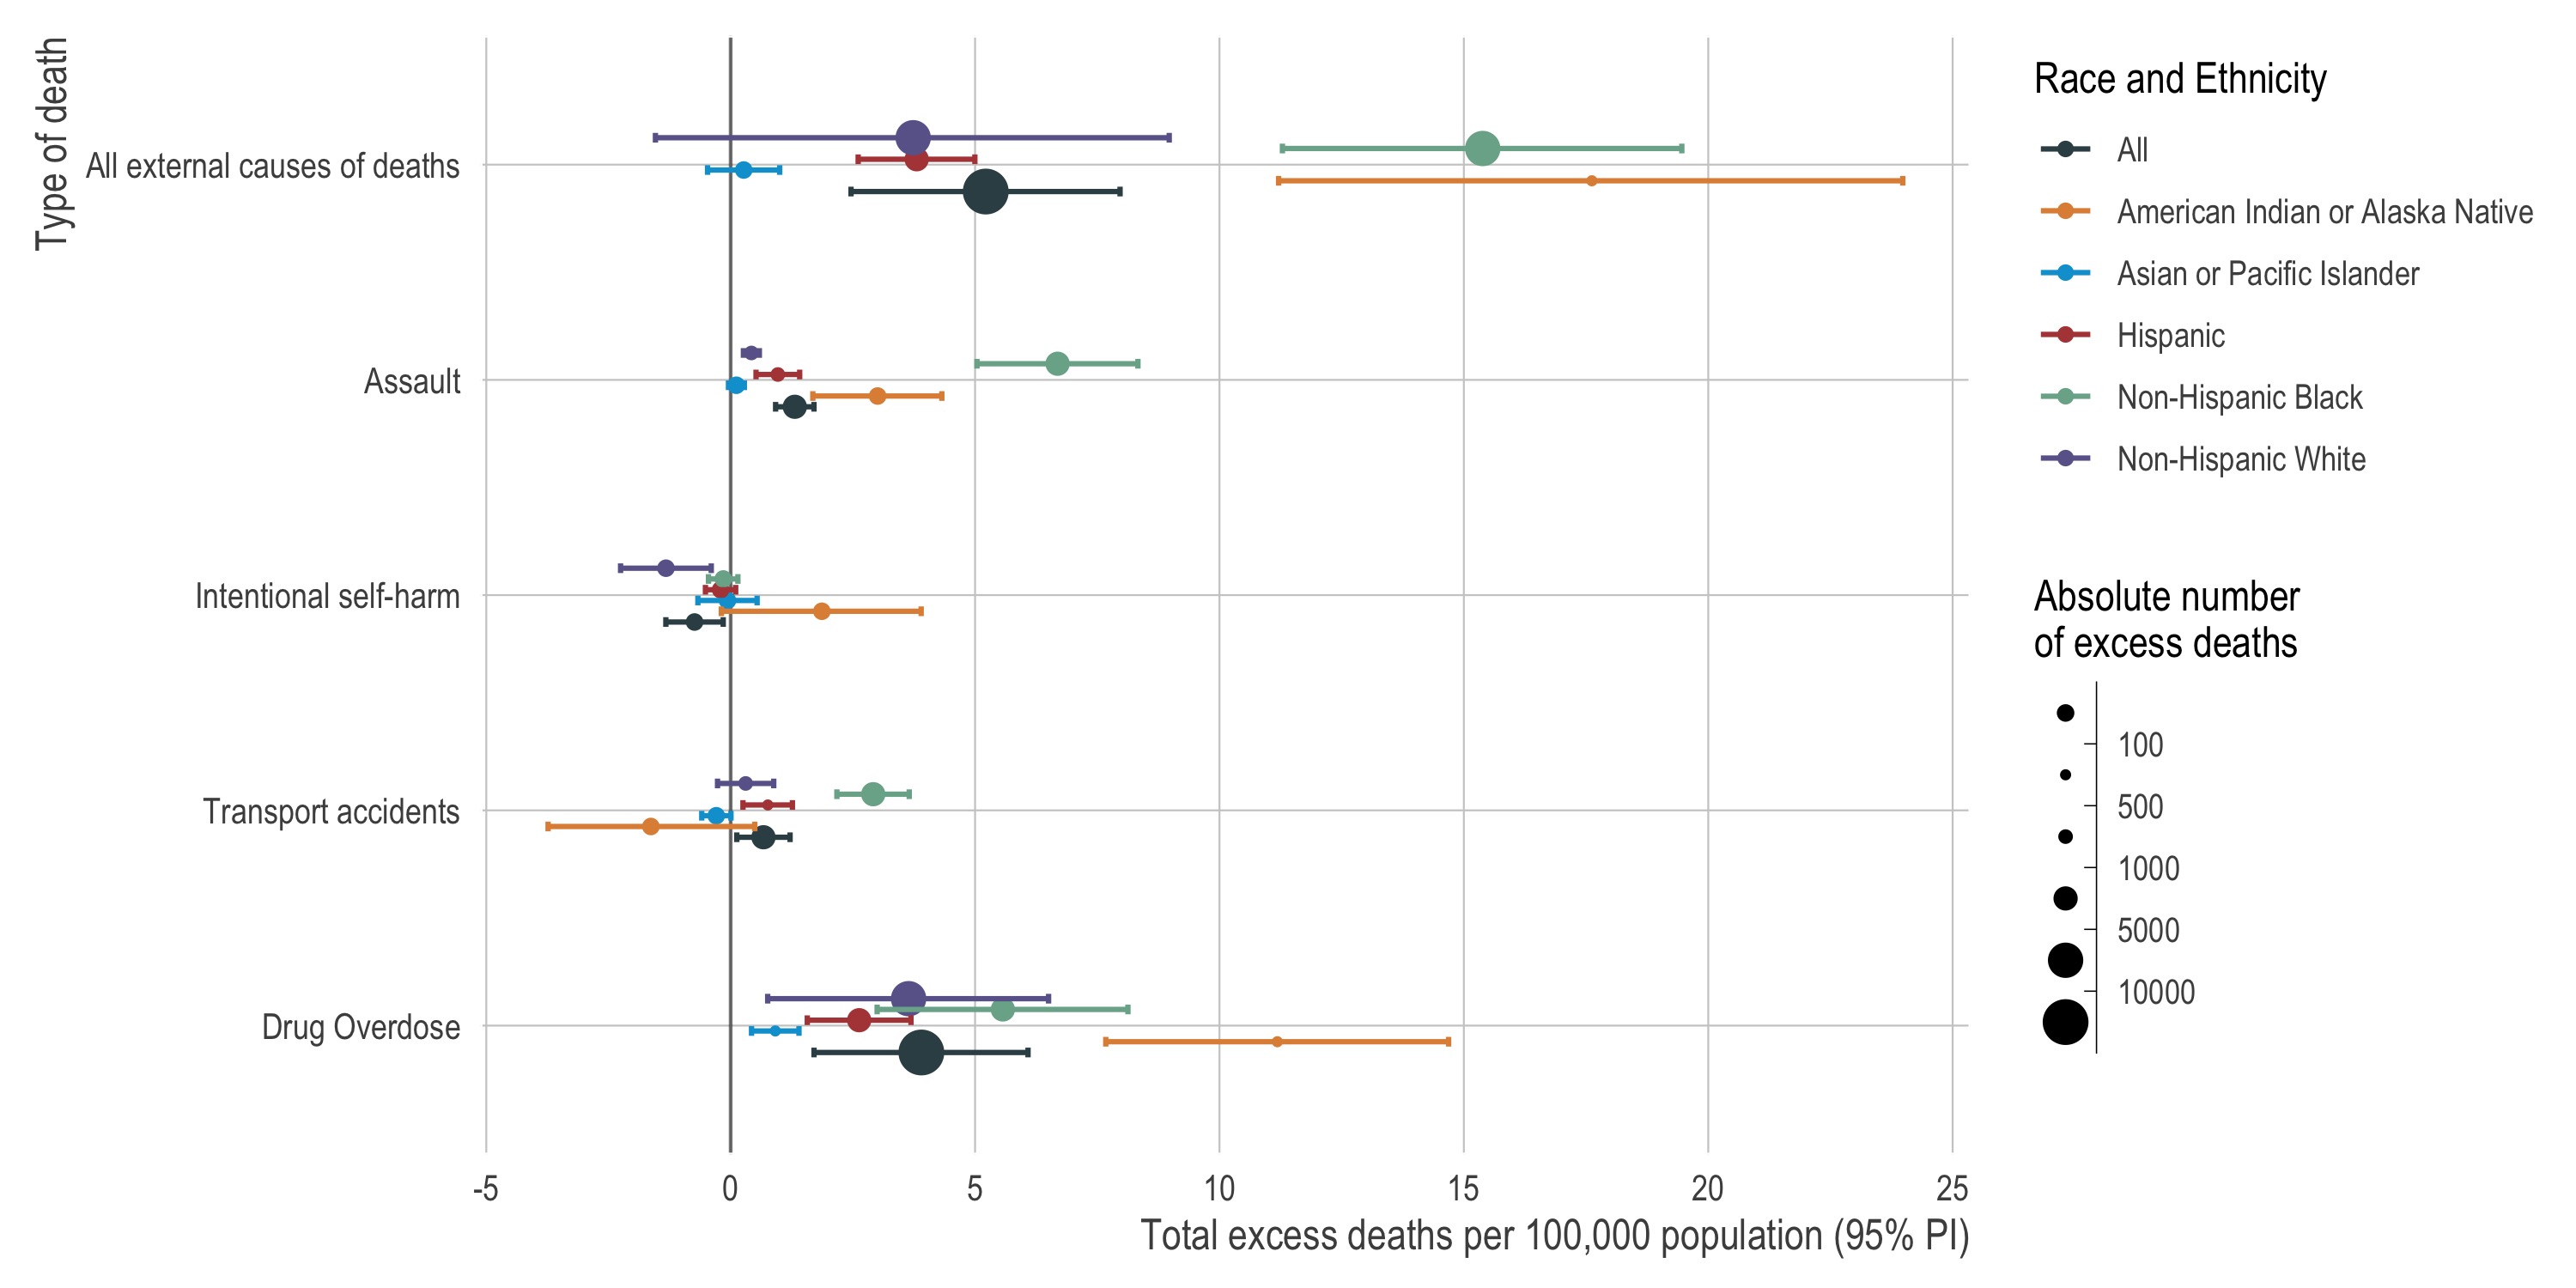 Type of death
All external causes of deaths
Assault
Intentional self-harm
Transport accidents
Drug Overdose
-5
0
5
10
15
20
25
Total excess deaths per 100,000 population (95% PI)
Race and Ethnicity
All
American Indian or Alaska Native
Asian or Pacific Islander
Hispanic
Non-Hispanic Black
Non-Hispanic White
Absolute number
of excess deaths
100
500
1000
5000
10000